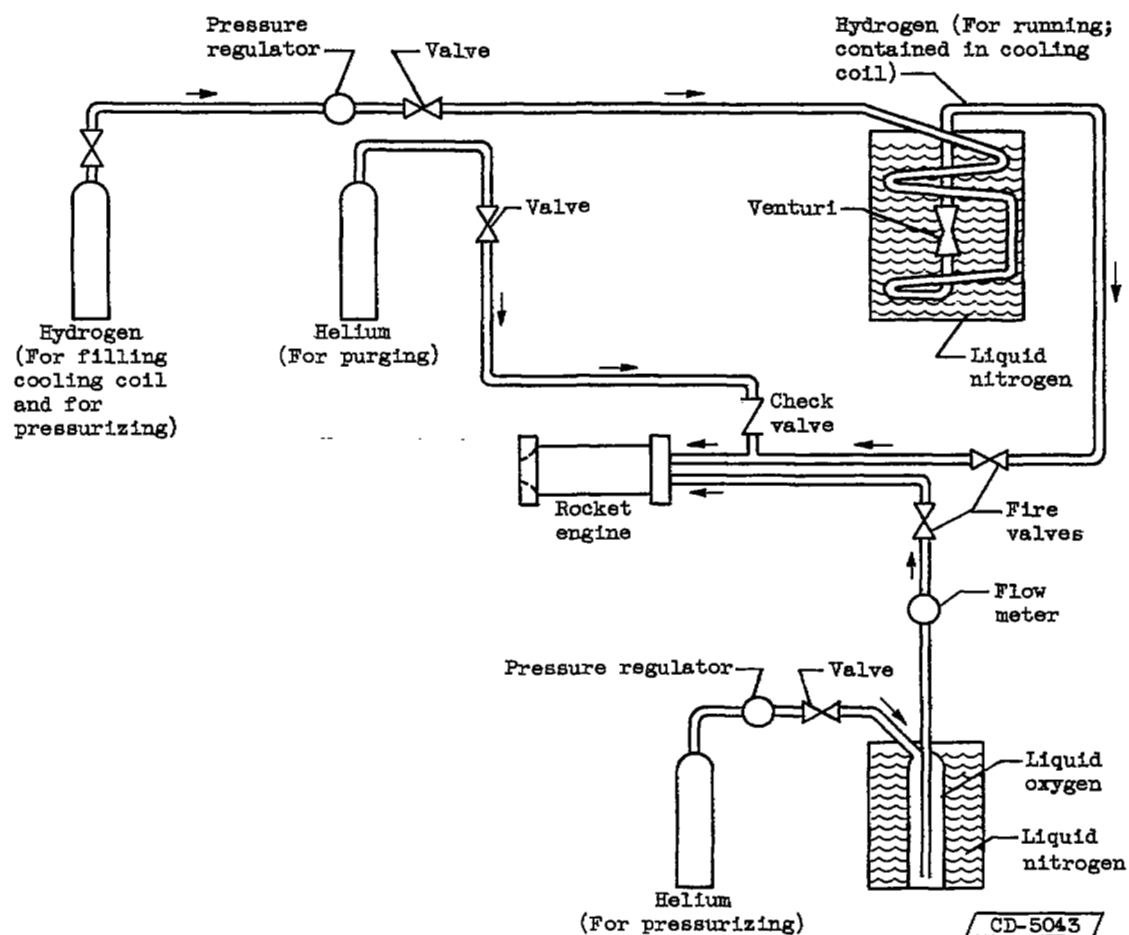 Pressure
regulator
Valve
Hydrogen (For running;
contained in cooling
coil)
Valve
Venturi
Hydrogen
(For filling
cooling coil
and for
pressurizing)
Helium
(For purging)
Liquid
nitrogen
Check
valve
Rocket
engine
Fire
valves
Flow
meter
Pressure regulator
Valve
Liquid
oxygen
Liquid
nitrogen
Helium
(For pressurizing)
CD-5043